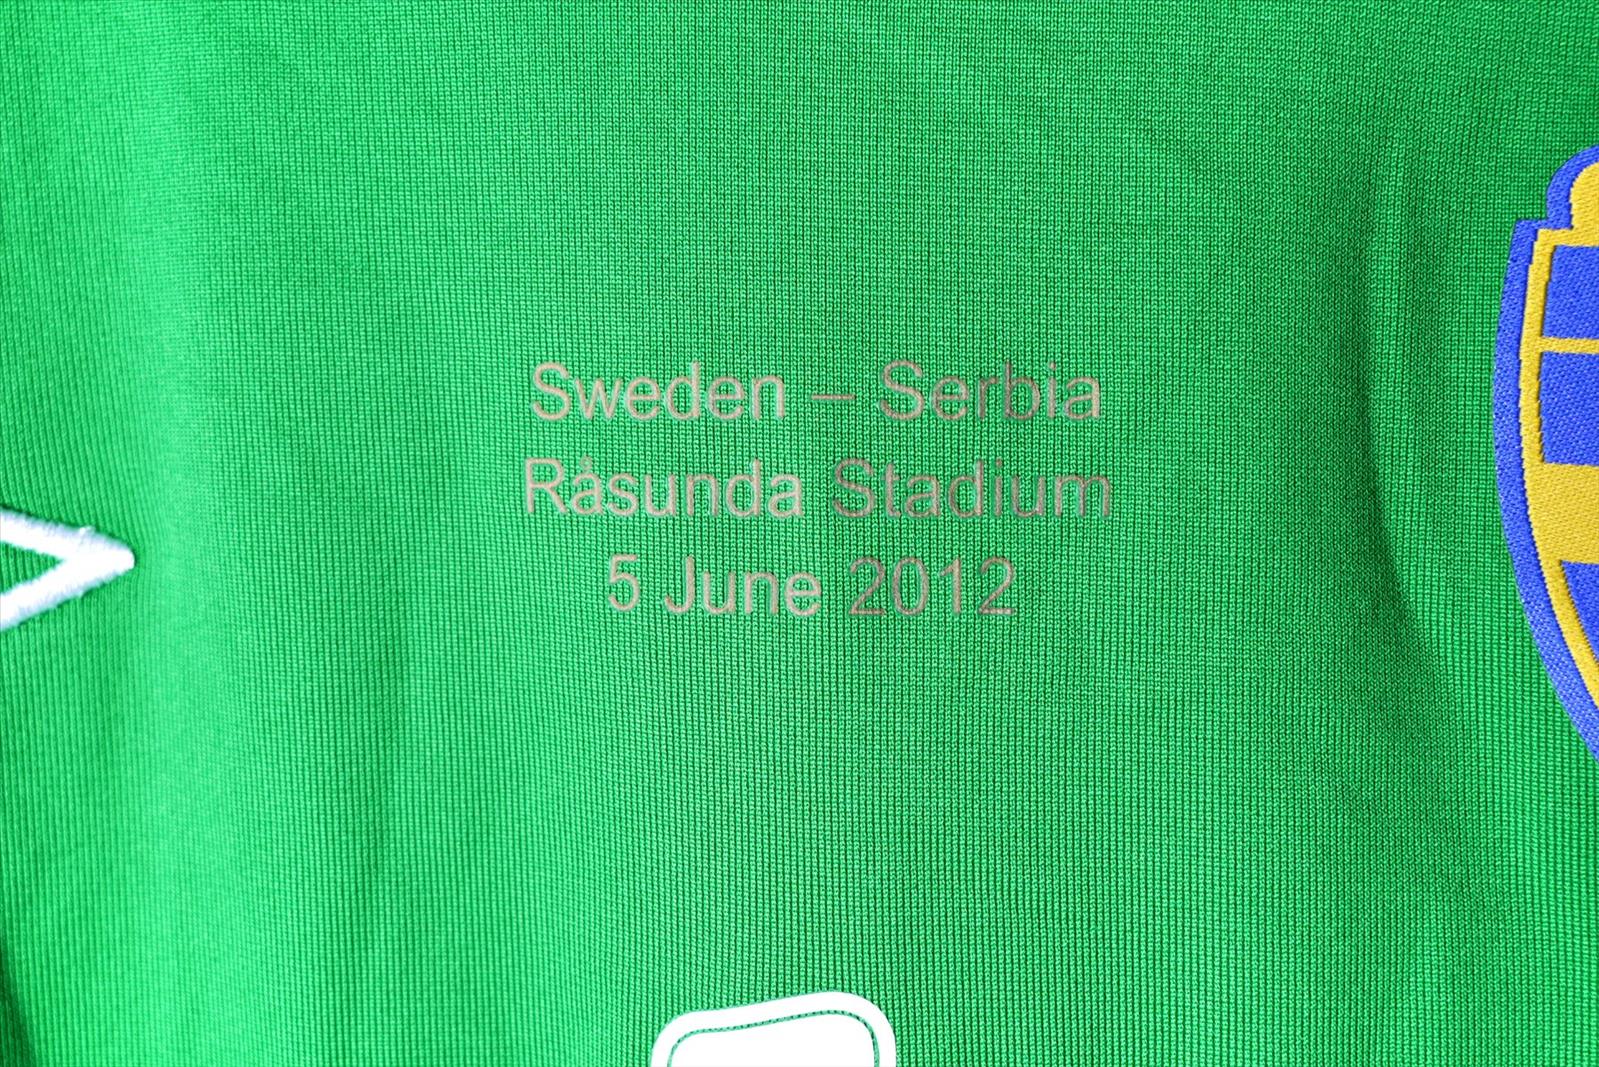 Sweden – Serbia
Råsunda Stadium
5 June 2012